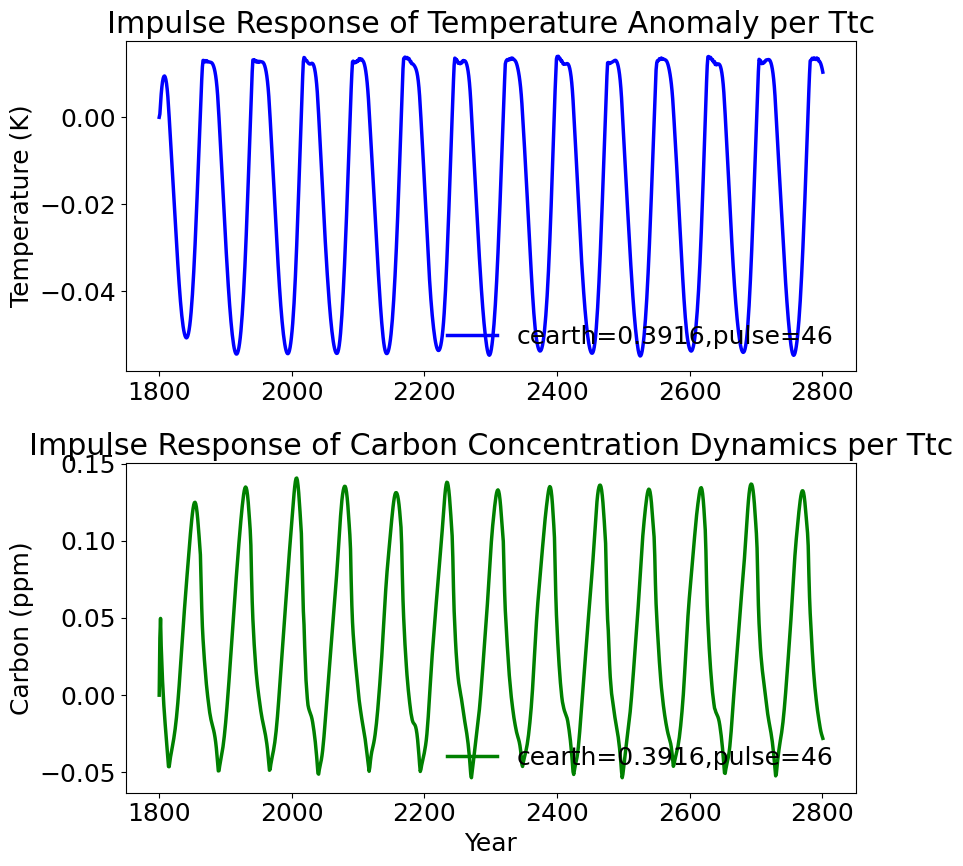 Impulse Response of Temperature Anomaly per Ttc
Temperature (K)
0.00
−0.02
−0.04
cearth=0.3916,pulse=46
1800 2000 2200 2400 2600 2800
Impulse Response of Carbon Concentration Dynamics per Ttc
Carbon (ppm)
0.15
0.10
0.05
0.00
−0.05
cearth=0.3916,pulse=46
1800 2000 2200 2400 2600 2800
Year